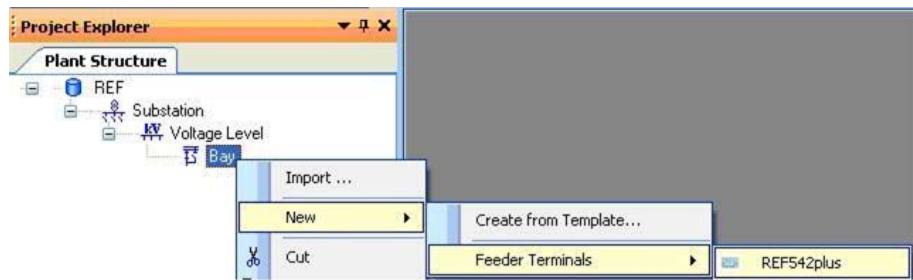 Project Explorer
Plant Structure
REF
Substation
Voltage Level
Bay
Import ...
New
Create from Template...
Cut
Feeder Terminals
REF542plus